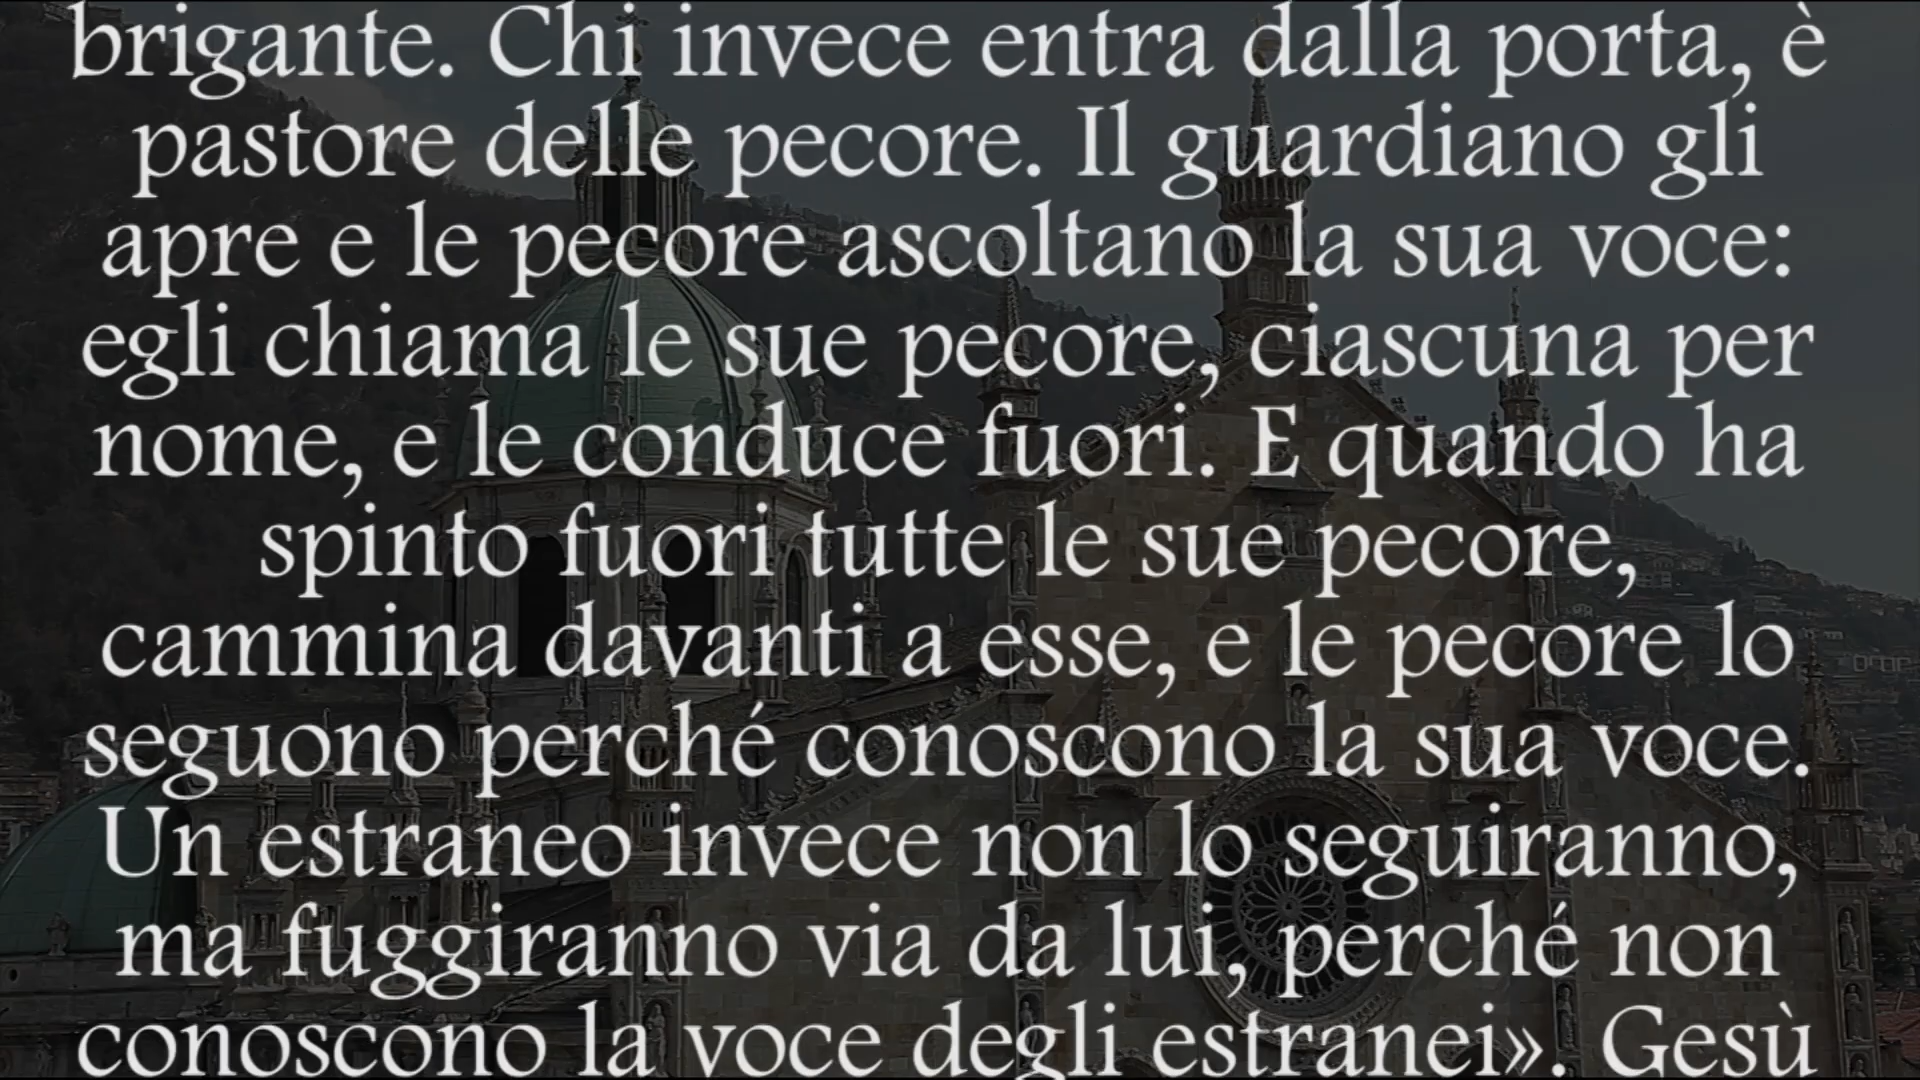 brigante. Chi invece entra dalla porta, è
pastore delle pecore. Il guardiano gli
apre e le pecore ascoltano la sua voce:
egli chiama le sue pecore, ciascuna per
nome, e le conduce fuori. E quando ha
spinto fuori tutte le sue pecore,
cammina davanti a esse, e le pecore lo
seguono perché conoscono la sua voce.
Un estraneo invece non lo seguiranno,
ma fuggiranno via da lui, perché non
conoscono la voce degli estranei». Gesù